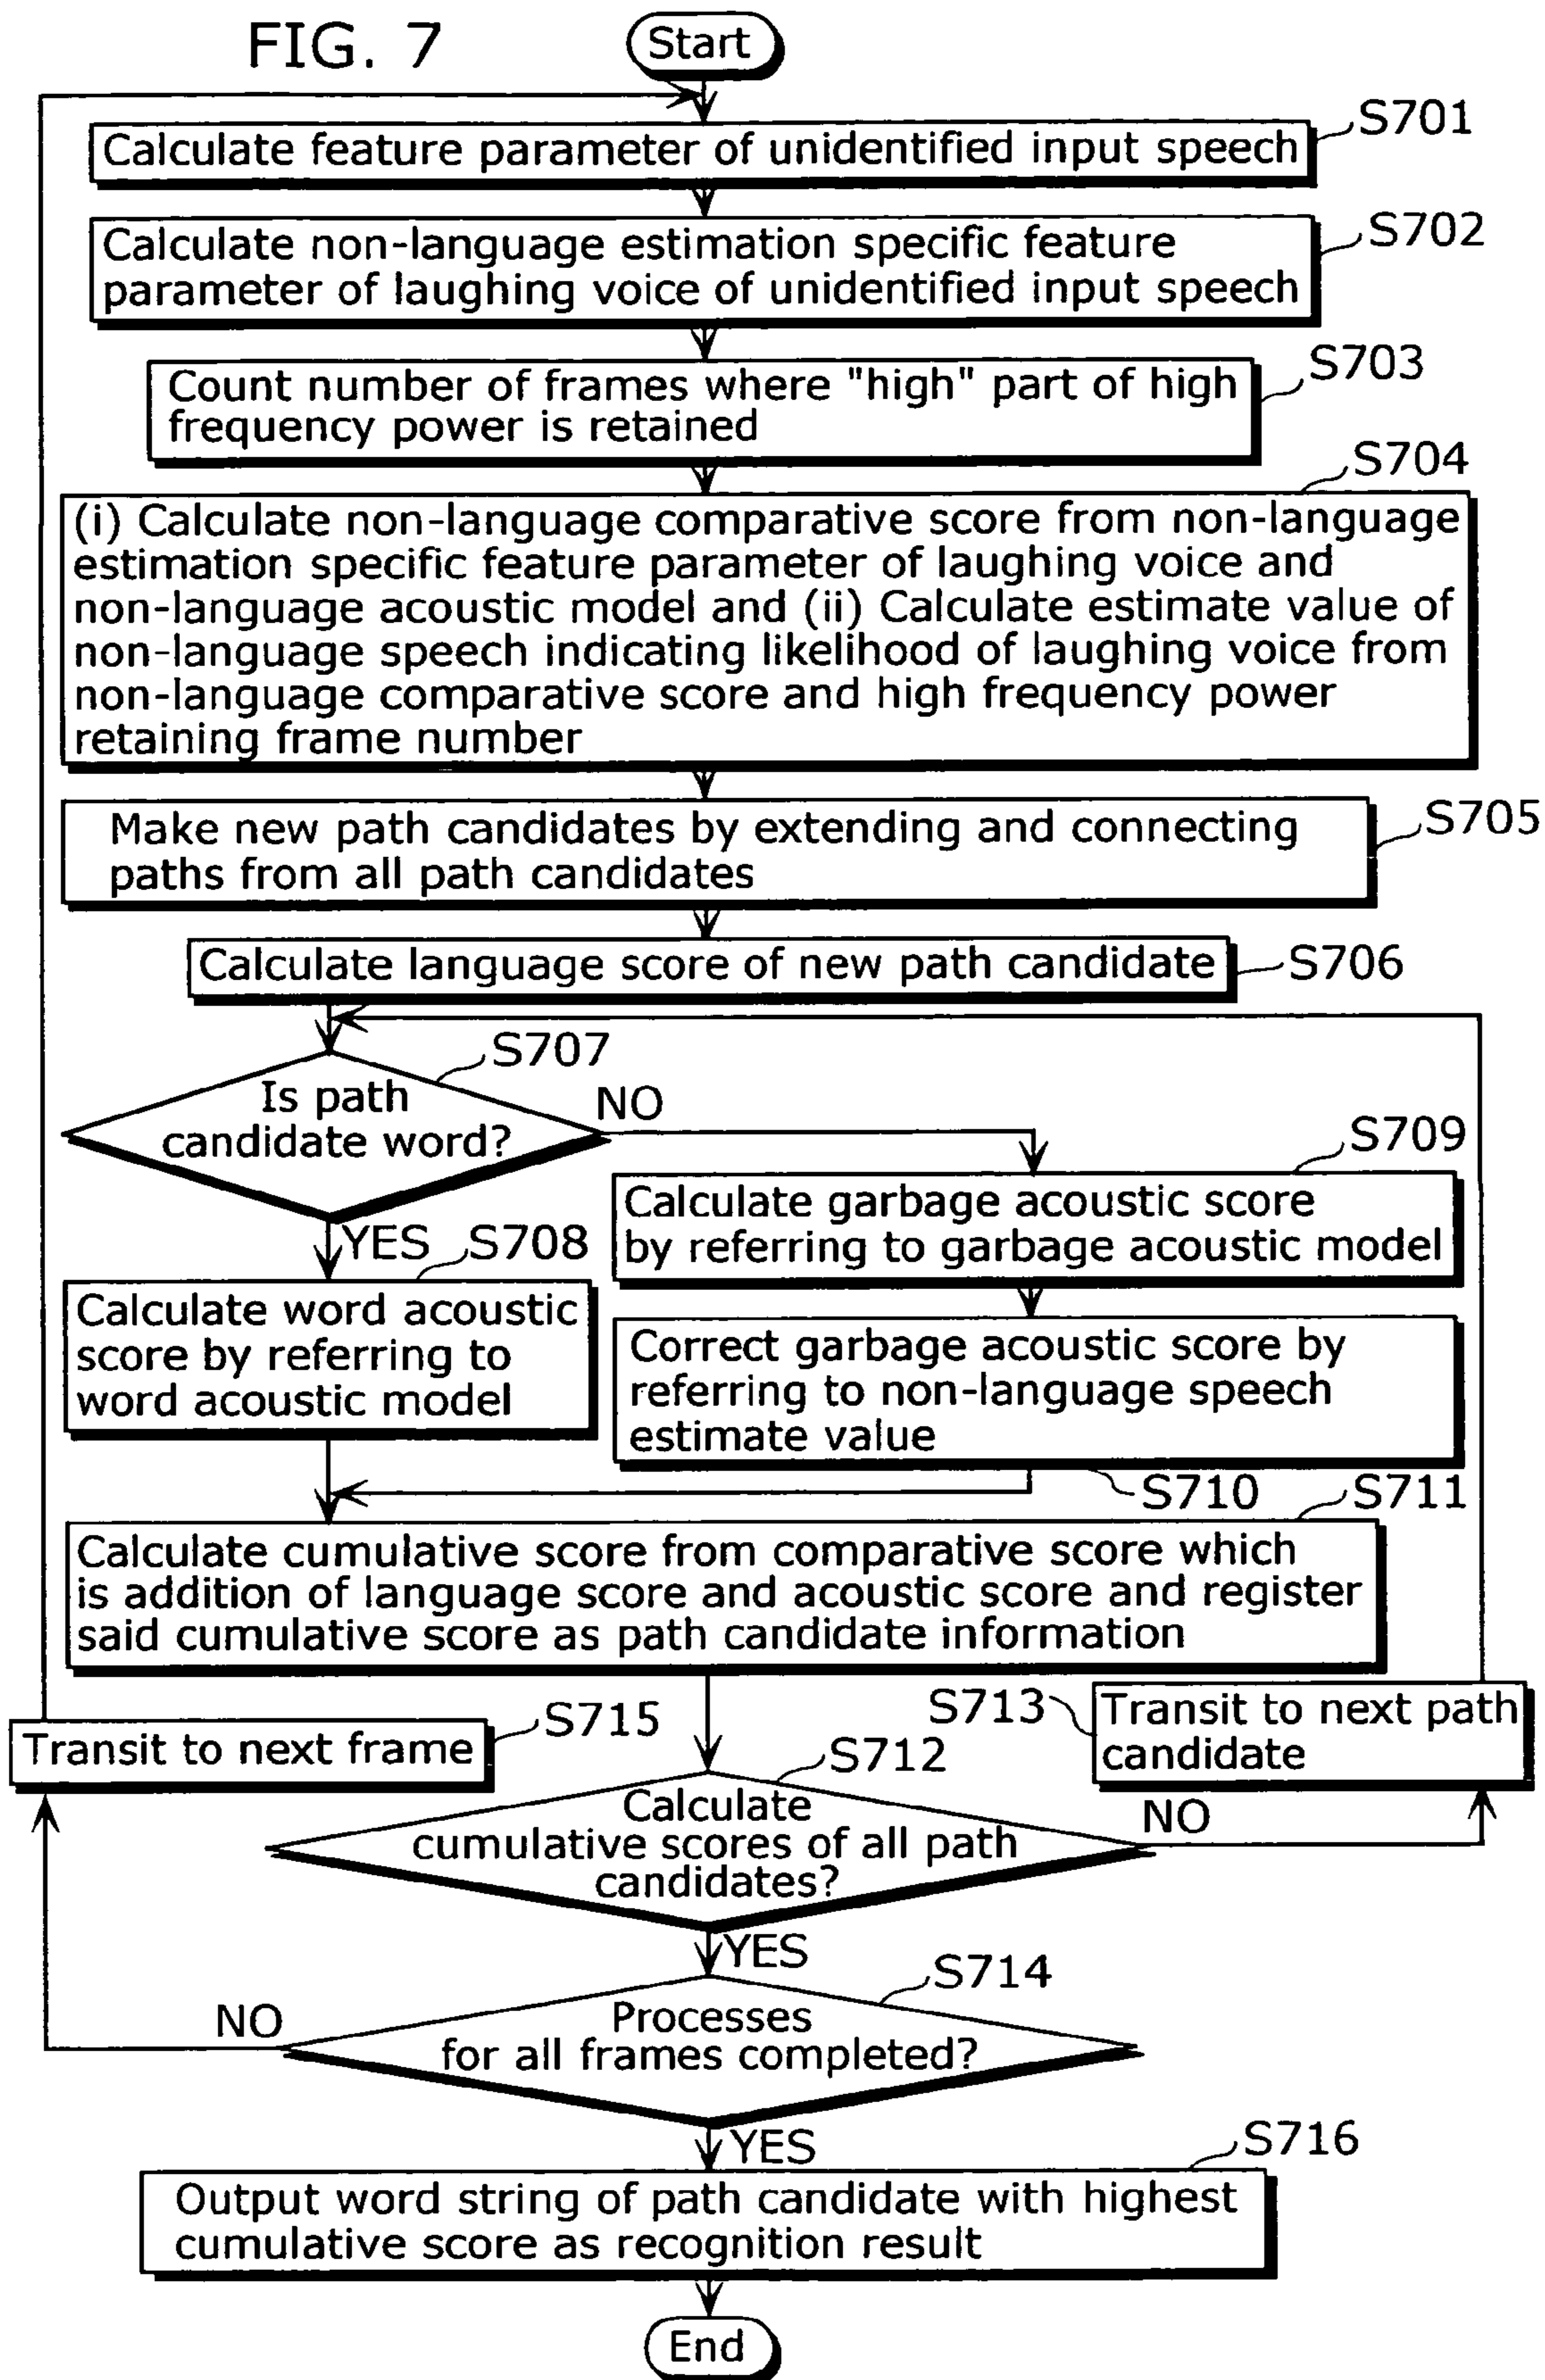 FIG. 7
Start
S701
Calculate feature parameter of unidentified input speech
S702
Calculate non-language estimation specific feature
parameter of laughing voice of unidentified input speech
S703
Count number of frames where "high" part of high
frequency power is retained
S704
(i) Calculate non-language comparative score from non-language
estimation specific feature parameter of laughing voice and
non-language acoustic model and (ii) Calculate estimate value of
non-language speech indicating likelihood of laughing voice from
non-language comparative score and high frequency power
retaining frame number
S705
Make new path candidates by extending and connecting
paths from all path candidates
Calculate language score of new path candidate
S706
S707
Is path
candidate word?
NO
S709
Calculate garbage acoustic score
by referring to garbage acoustic model
YES
S708
Calculate word acoustic
score by referring to
word acoustic model
Correct garbage acoustic score by
referring to non-language speech
estimate value
S710
S711
Calculate cumulative score from comparative score which
is addition of language score and acoustic score and register
said cumulative score as path candidate information
S715
Transit to next frame
S713
Transit to next path
candidate
S712
Calculate
cumulative scores of all path
candidates?
NO
YES
S714
Processes
for all frames completed?
NO
YES
S716
Output word string of path candidate with highest
cumulative score as recognition result
End